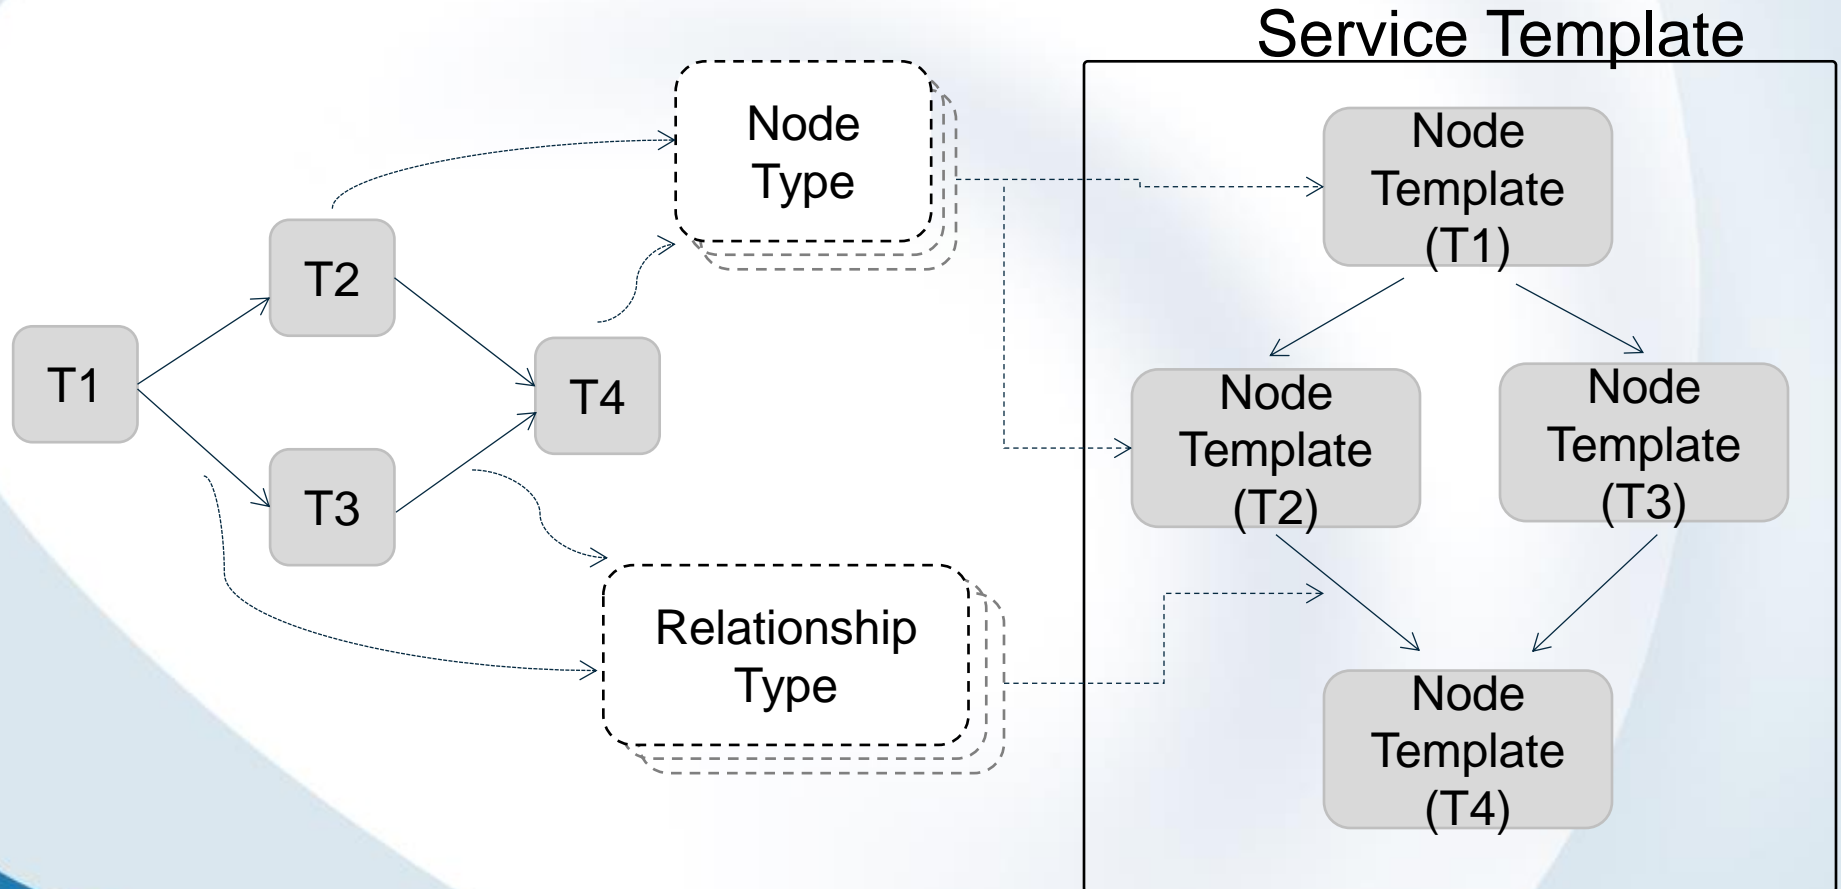 Service Template
Node
Type
T2
T1
T4
T3
Relationship
Type
Node
Template
(T1)
Node
Template
(T2)
Node
Template
(T3)
Node
Template
(T4)